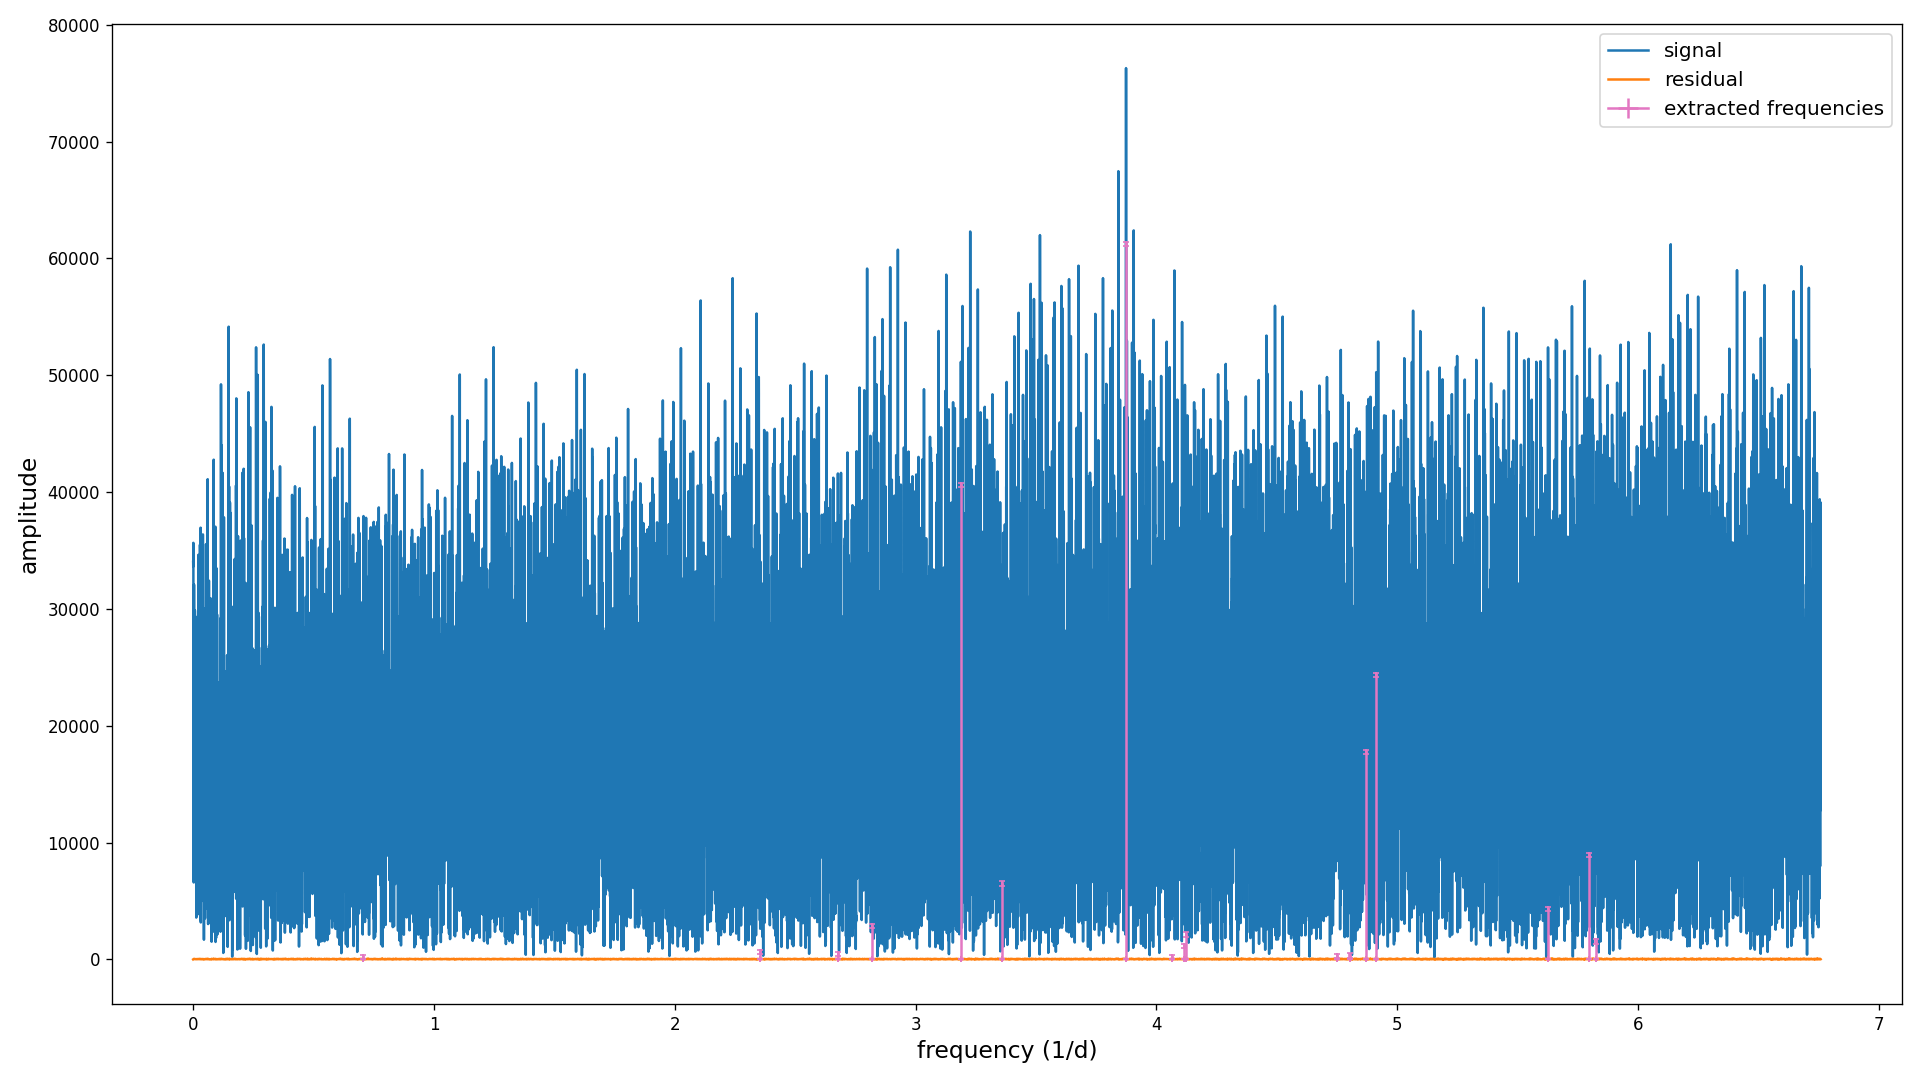 80000
70000
60000
50000
40000
30000
20000
10000
0
amplitude
0 1 2 3 4 5 6 7
frequency (1/d)
signal
residual
extracted frequencies